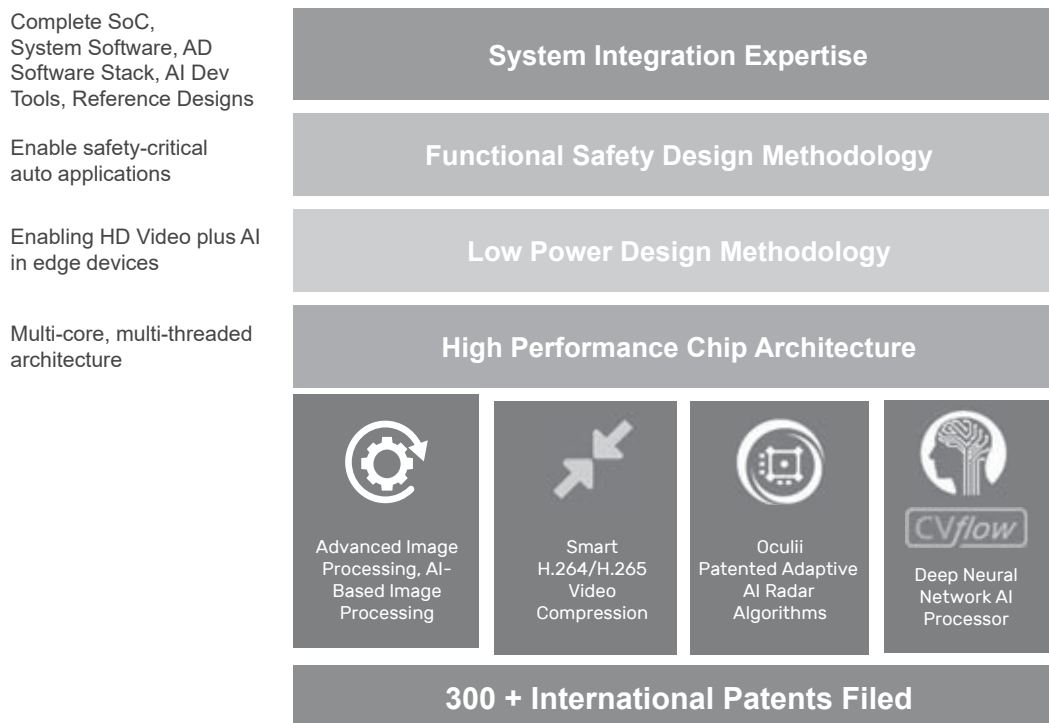 Complete SoC,
System Software, AD
Software Stack, AI Dev
Tools, Reference Designs
System Integration Expertise
Enable safety-critical
auto applications
Functional Safety Design Methodology
Enabling HD Video plus AI
in edge devices
Low Power Design Methodology
Multi-core, multi-threaded
architecture
High Performance Chip Architecture
Advanced Image
Processing, AI-
Based Image
Processing
Smart
H.264/H.265
Video
Compression
Oculii
Patented Adaptive
AI Radar
Algorithms
CVflow
Deep Neural
Network AI
Processor
300 + International Patents Filed